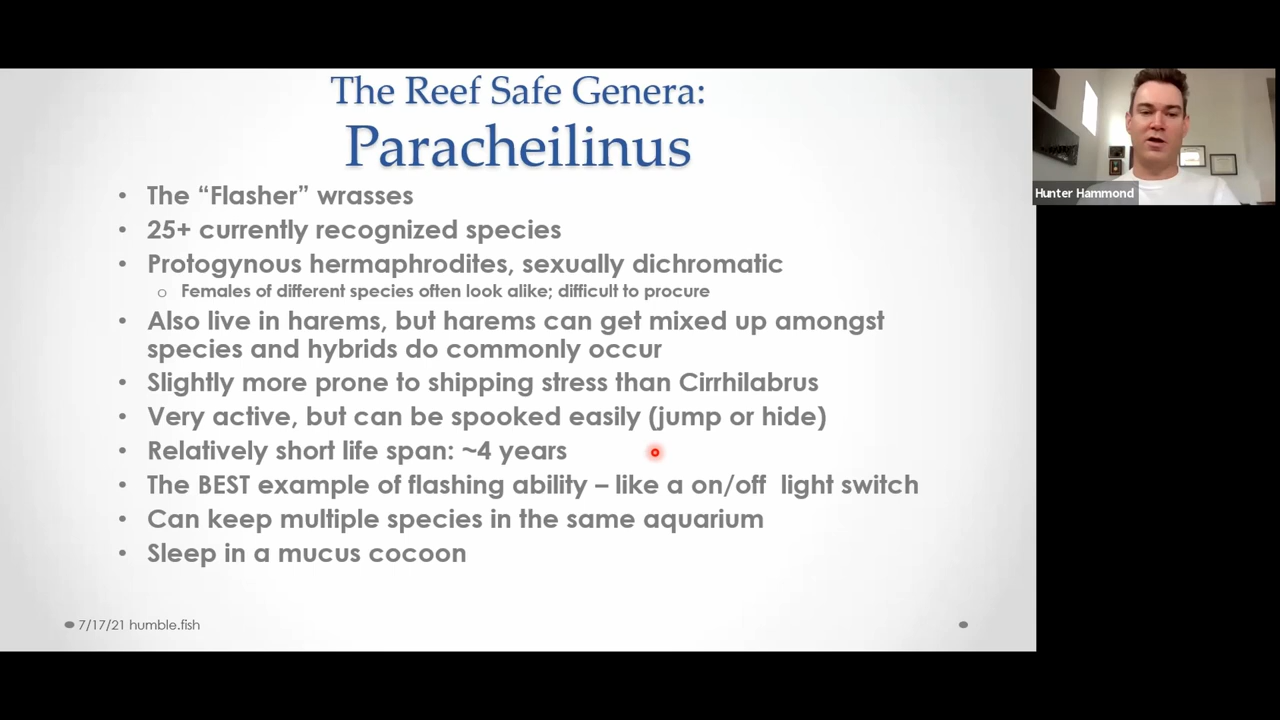 The Reef Safe Genera:
Paracheilinus
• The “Flasher” wrasses
• 25+ currently recognized species
• Protogynous hermaphrodites, sexually dichromatic
o Females of different species often look alike; difficult to procure
• Also live in harems, but harems can get mixed up amongst
species and hybrids do commonly occur
• Slightly more prone to shipping stress than Cirrhilabrus
• Very active, but can be spooked easily (jump or hide)
• Relatively short life span: ~4 years
• The BEST example of flashing ability – like a on/off  light switch
• Can keep multiple species in the same aquarium
• Sleep in a mucus cocoon
7/17/21 humble.fish
Hunter Hammond